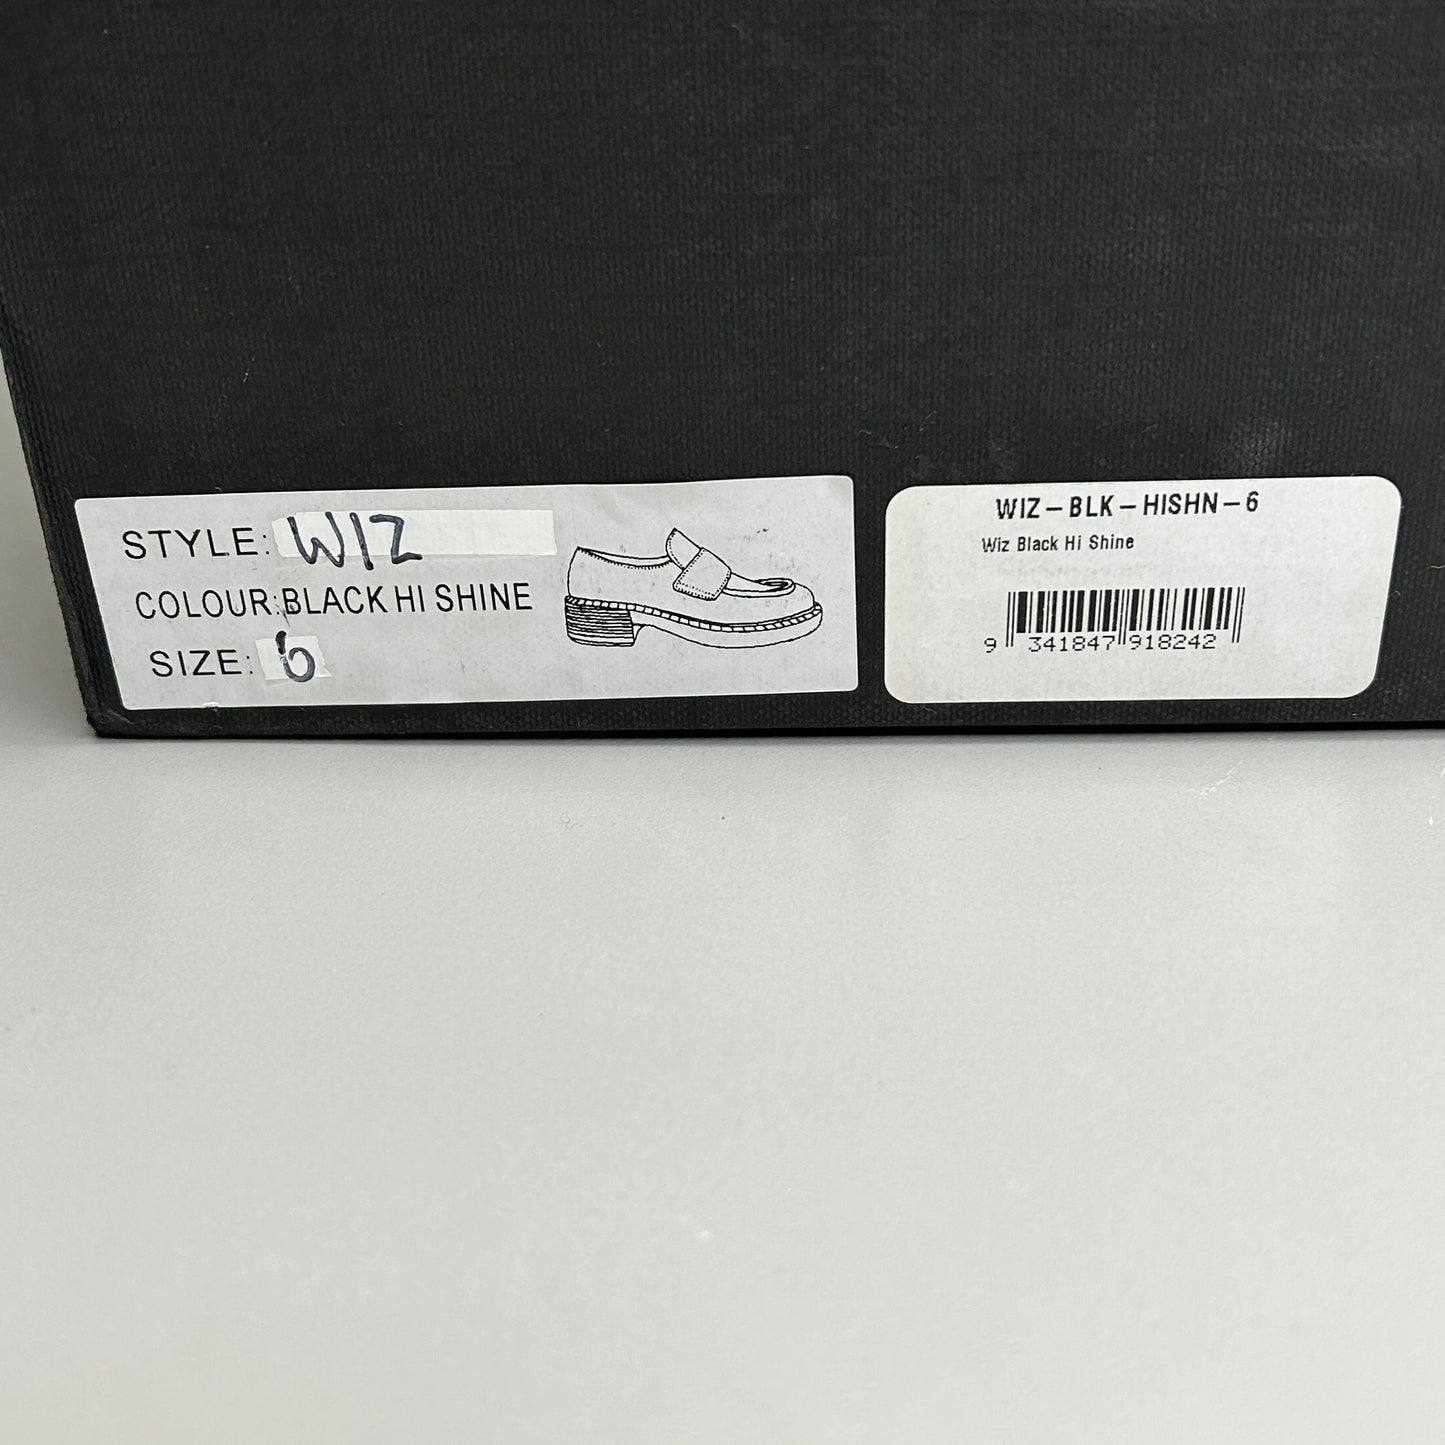 STYLE: WIZ
COLOUR:BLACK HI SHINE
SIZE: 6
WIZ-BLK-HISHN-6
Wiz Black Hi Shine
9 341847 918242